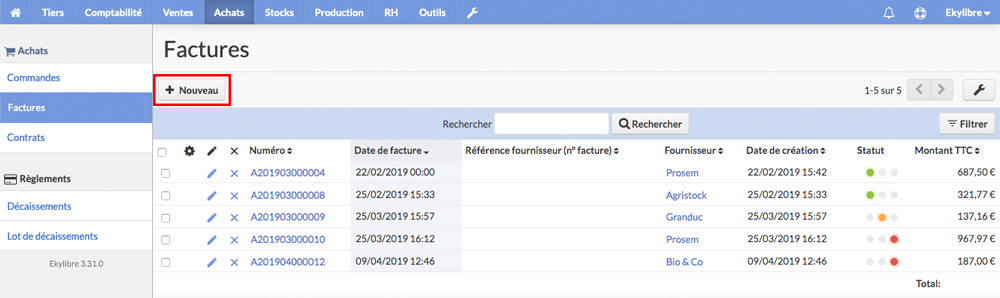 Tiers Comptabilité Ventes Achats Stocks Production RH Outils Ekylibre
Achats
Commandes
Factures
Contrats
Règlements
Décaissements
Lot de décaissements
Ekylibre 3.31.0
Factures
+ Nouveau
1-5 sur 5
Rechercher Rechercher Filtrer
Numéro Date de facture Référence fournisseur (n° facture) Fournisseur Date de création Statut Montant TTC
A201903000004 22/02/2019 00:00 Prosem 22/02/2019 15:42 687,50 €
A201903000008 25/02/2019 15:33 Agristock 25/02/2019 15:33 321,77 €
A201903000009 25/03/2019 15:57 Granduc 25/03/2019 15:57 137,16 €
A201903000010 25/03/2019 16:12 Prosem 25/03/2019 16:12 967,97 €
A201904000012 09/04/2019 12:46 Bio & Co 09/04/2019 12:46 187,00 €
Total: